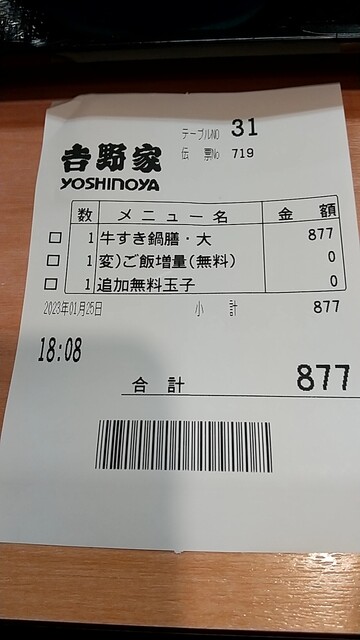 テーブルNO 31
伝票No 719
吉野家
YOSHINOYA
数 メニュー名 金額
□ 1 牛すき鍋膳・大 877
□ 1 変)ご飯増量(無料) 0
□ 1 追加無料玉子 0
2023年01月25日 小計 877
18:08
合計 877